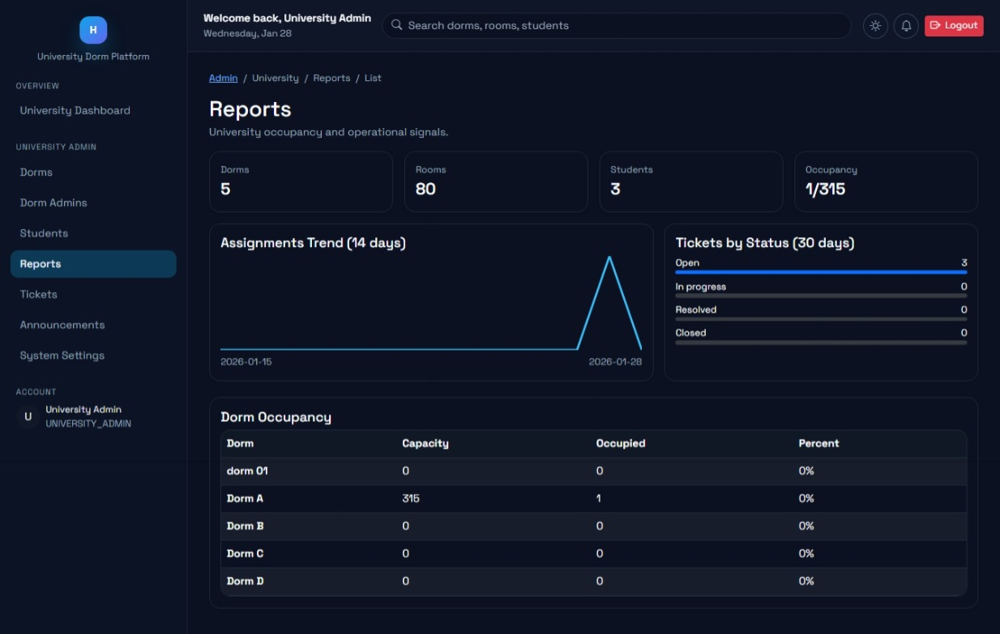 H
University Dorm Platform
OVERVIEW
University Dashboard
UNIVERSITY ADMIN
Dorms
Dorm Admins
Students
Reports
Tickets
Announcements
System Settings
ACCOUNT
U
University Admin
UNIVERSITY_ADMIN
Welcome back, University Admin
Wednesday, Jan 28
Search dorms, rooms, students
Logout
Admin / University / Reports / List
Reports
University occupancy and operational signals.
Dorms
5
Rooms
80
Students
3
Occupancy
1/315
Assignments Trend (14 days)
2026-01-15 2026-01-28
Tickets by Status (30 days)
Open 3
In progress 0
Resolved 0
Closed 0
Dorm Occupancy
Dorm Capacity Occupied Percent
dorm 01 0 0 0%
Dorm A 315 1 0%
Dorm B 0 0 0%
Dorm C 0 0 0%
Dorm D 0 0 0%